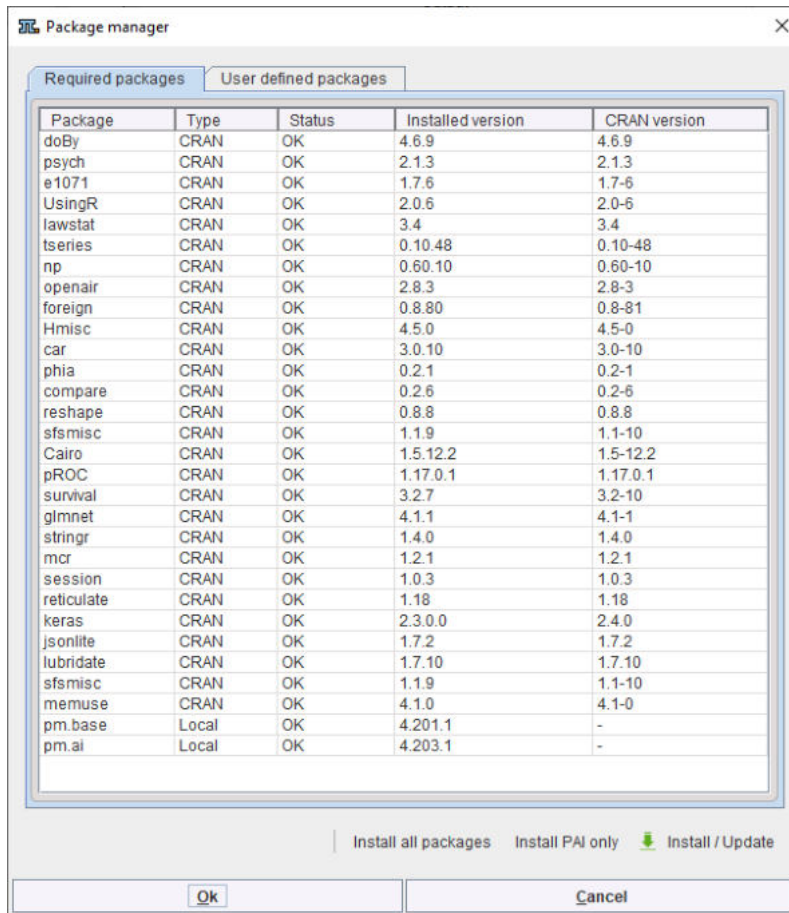 Package manager
Required packages User defined packages
Package Type Status Installed version CRAN version
doBy CRAN OK 4.6.9 4.6.9
psych CRAN OK 2.1.3 2.1.3
e1071 CRAN OK 1.7.6 1.7-6
UsingR CRAN OK 2.0.6 2.0-6
lawstat CRAN OK 3.4 3.4
tseries CRAN OK 0.10.48 0.10-48
np CRAN OK 0.60.10 0.60-10
openair CRAN OK 2.8.3 2.8-3
foreign CRAN OK 0.8.80 0.8-81
Hmisc CRAN OK 4.5.0 4.5-0
car CRAN OK 3.0.10 3.0-10
phia CRAN OK 0.2.1 0.2-1
compare CRAN OK 0.2.6 0.2-6
reshape CRAN OK 0.8.8 0.8.8
sfsmisc CRAN OK 1.1.9 1.1-10
Cairo CRAN OK 1.5.12.2 1.5-12.2
pROC CRAN OK 1.17.0.1 1.17.0.1
survival CRAN OK 3.2.7 3.2-10
glmnet CRAN OK 4.1.1 4.1-1
stringr CRAN OK 1.4.0 1.4.0
mcr CRAN OK 1.2.1 1.2.1
session CRAN OK 1.0.3 1.0.3
reticulate CRAN OK 1.18 1.18
keras CRAN OK 2.3.0.0 2.4.0
jsonlite CRAN OK 1.7.2 1.7.2
lubridate CRAN OK 1.7.10 1.7.10
sfsmisc CRAN OK 1.1.9 1.1-10
memuse CRAN OK 4.1.0 4.1-0
pm.base Local OK 4.201.1 -
pm.ai Local OK 4.203.1 -
Install all packages Install PAI only Install / Update
Ok Cancel